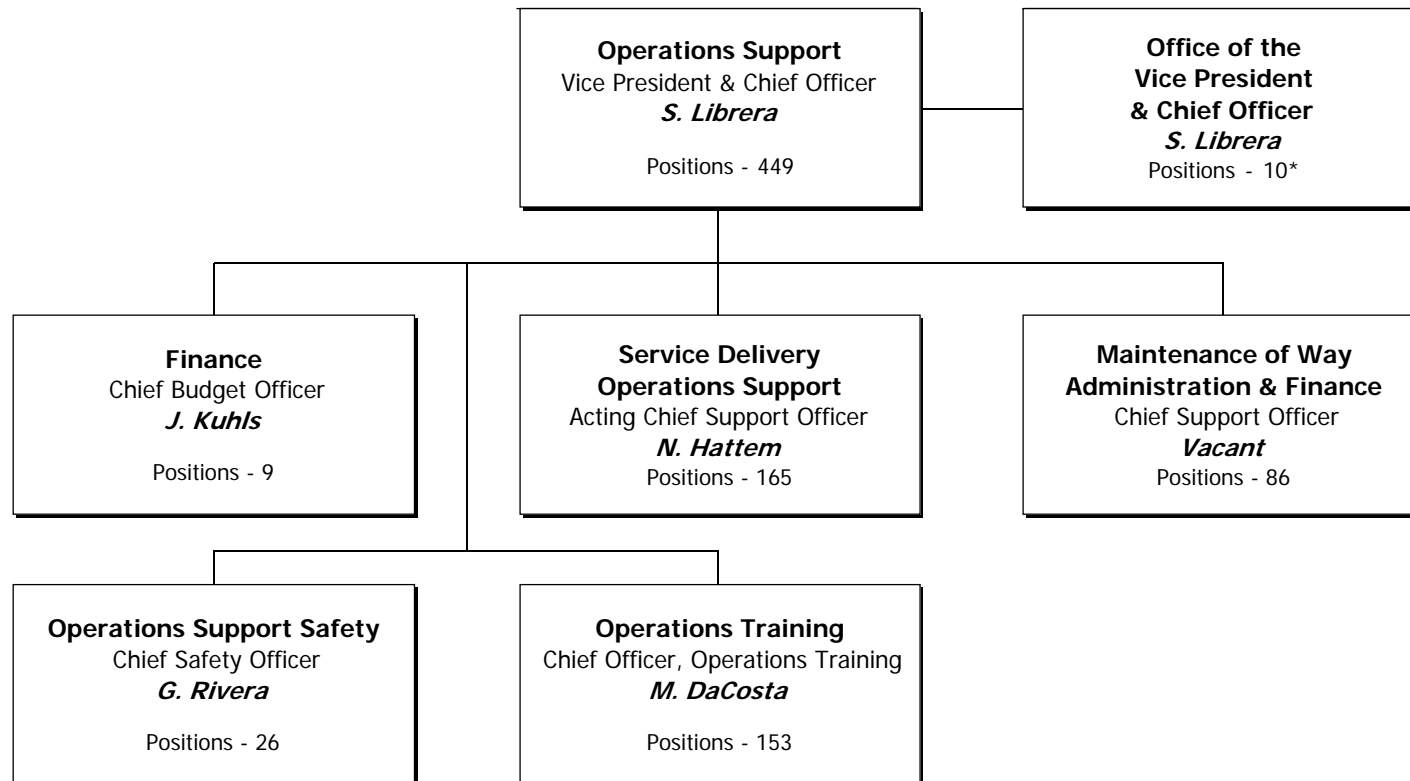 Operations Support
Vice President & Chief Officer
S. Librera
Positions - 449
Office of the
Vice President
& Chief Officer
S. Librera
Positions - 10*
Finance
Chief Budget Officer
J. Kuhls
Positions - 9
Service Delivery
Operations Support
Acting Chief Support Officer
N. Hattem
Positions - 165
Maintenance of Way
Administration & Finance
Chief Support Officer
Vacant
Positions - 86
Operations Support Safety
Chief Safety Officer
G. Rivera
Positions - 26
Operations Training
Chief Officer, Operations Training
M. DaCosta
Positions - 153